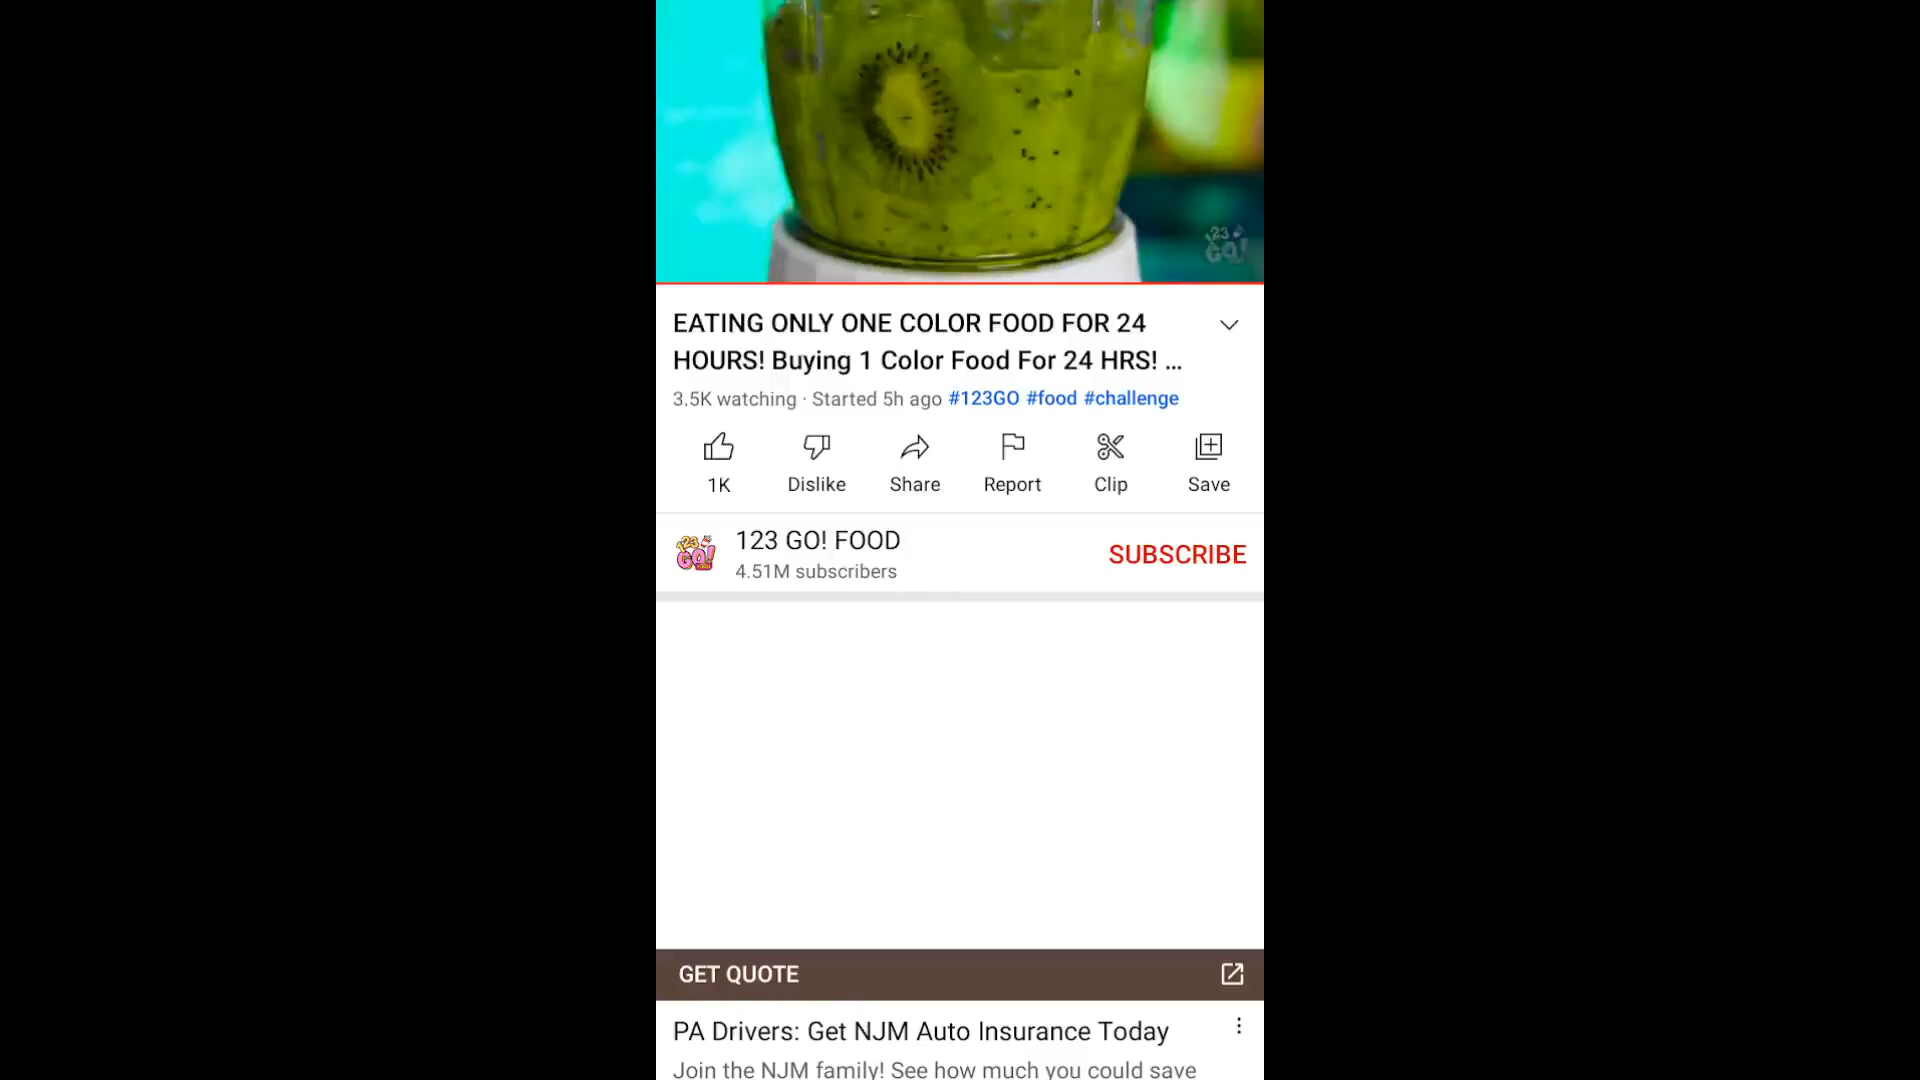 123
GO!
EATING ONLY ONE COLOR FOOD FOR 24
HOURS! Buying 1 Color Food For 24 HRS! ...
3.5K watching · Started 5h ago #123GO #food #challenge
1K Dislike Share Report Clip Save
123 GO! FOOD
4.51M subscribers
SUBSCRIBE
GET QUOTE
PA Drivers: Get NJM Auto Insurance Today
Join the NJM family! See how much you could save